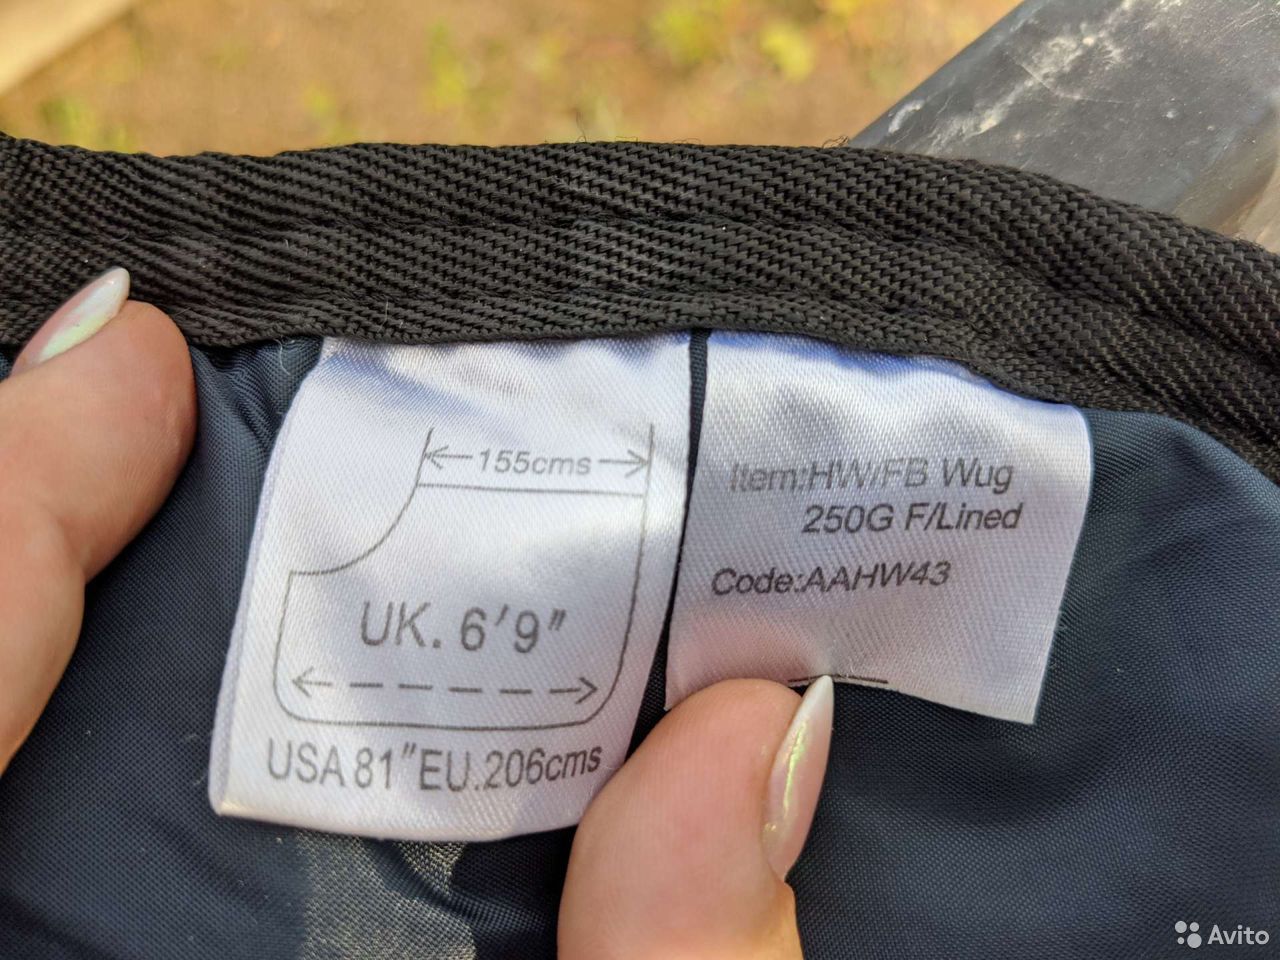 155cms
UK. 6'9"
USA 81" EU.206cms
Item:HW/FB Wug
250G F/Lined
Code:AAHW43
Avito